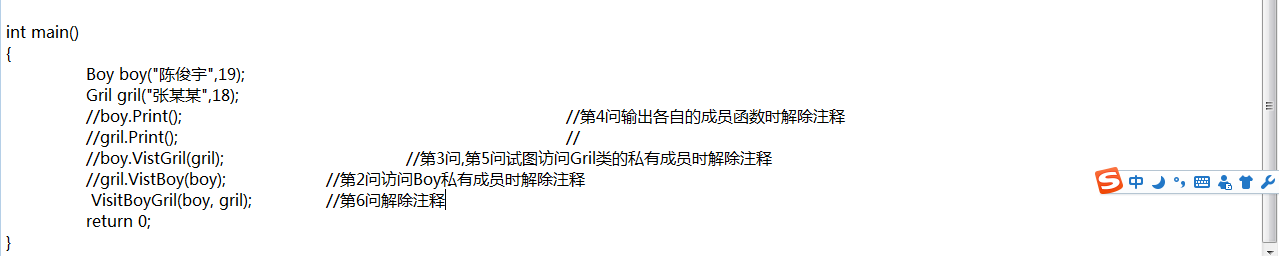 int main()
{
Boy boy("陈俊宇",19);
Gril gril("张某某",18);
//boy.Print(); //第4问输出各自的成员函数时解除注释
//gril.Print(); //
//boy.VistGril(gril); //第3问,第5问试图访问Gril类的私有成员时解除注释
//gril.VistBoy(boy); //第2问访问Boy私有成员时解除注释
VisitBoyGril(boy, gril); //第6问解除注释
return 0;
}
S 中